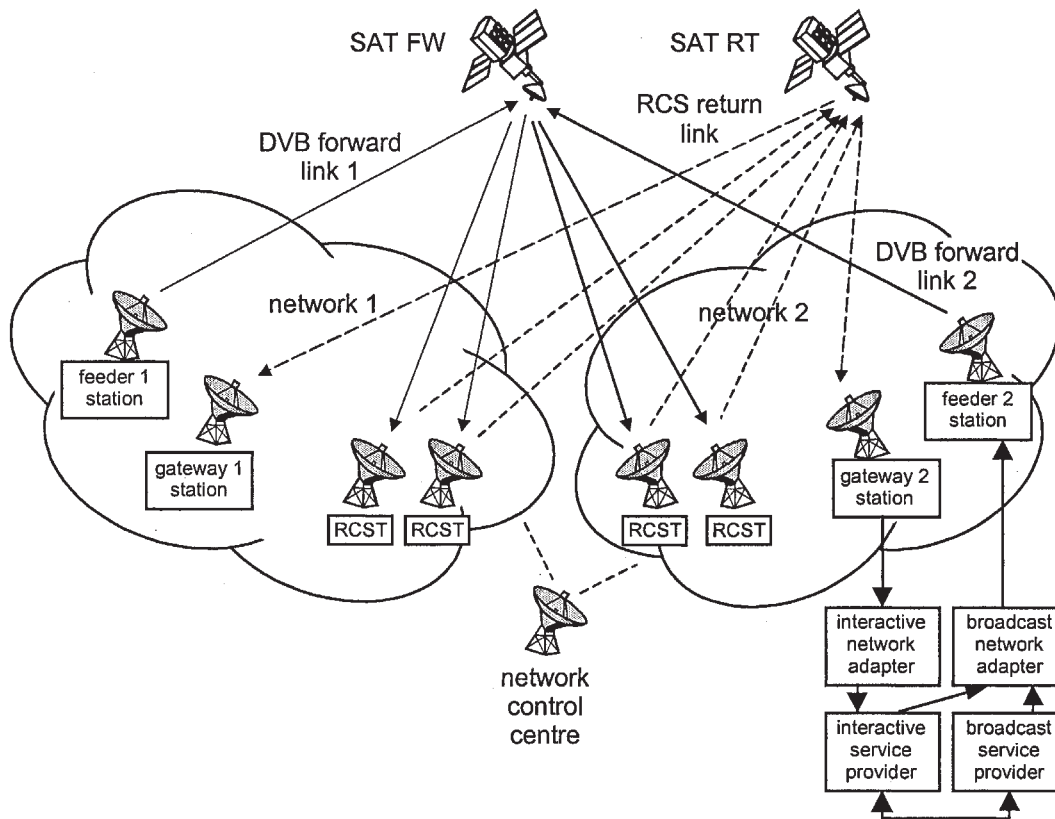 SAT FW
SAT RT
RCS return
link
DVB forward
link 1
DVB forward
link 2
network 1
network 2
feeder 1
station
feeder 2
station
gateway 1
station
gateway 2
station
RCST
RCST
RCST
RCST
network
control
centre
interactive
network
adapter
broadcast
network
adapter
interactive
service
provider
broadcast
service
provider